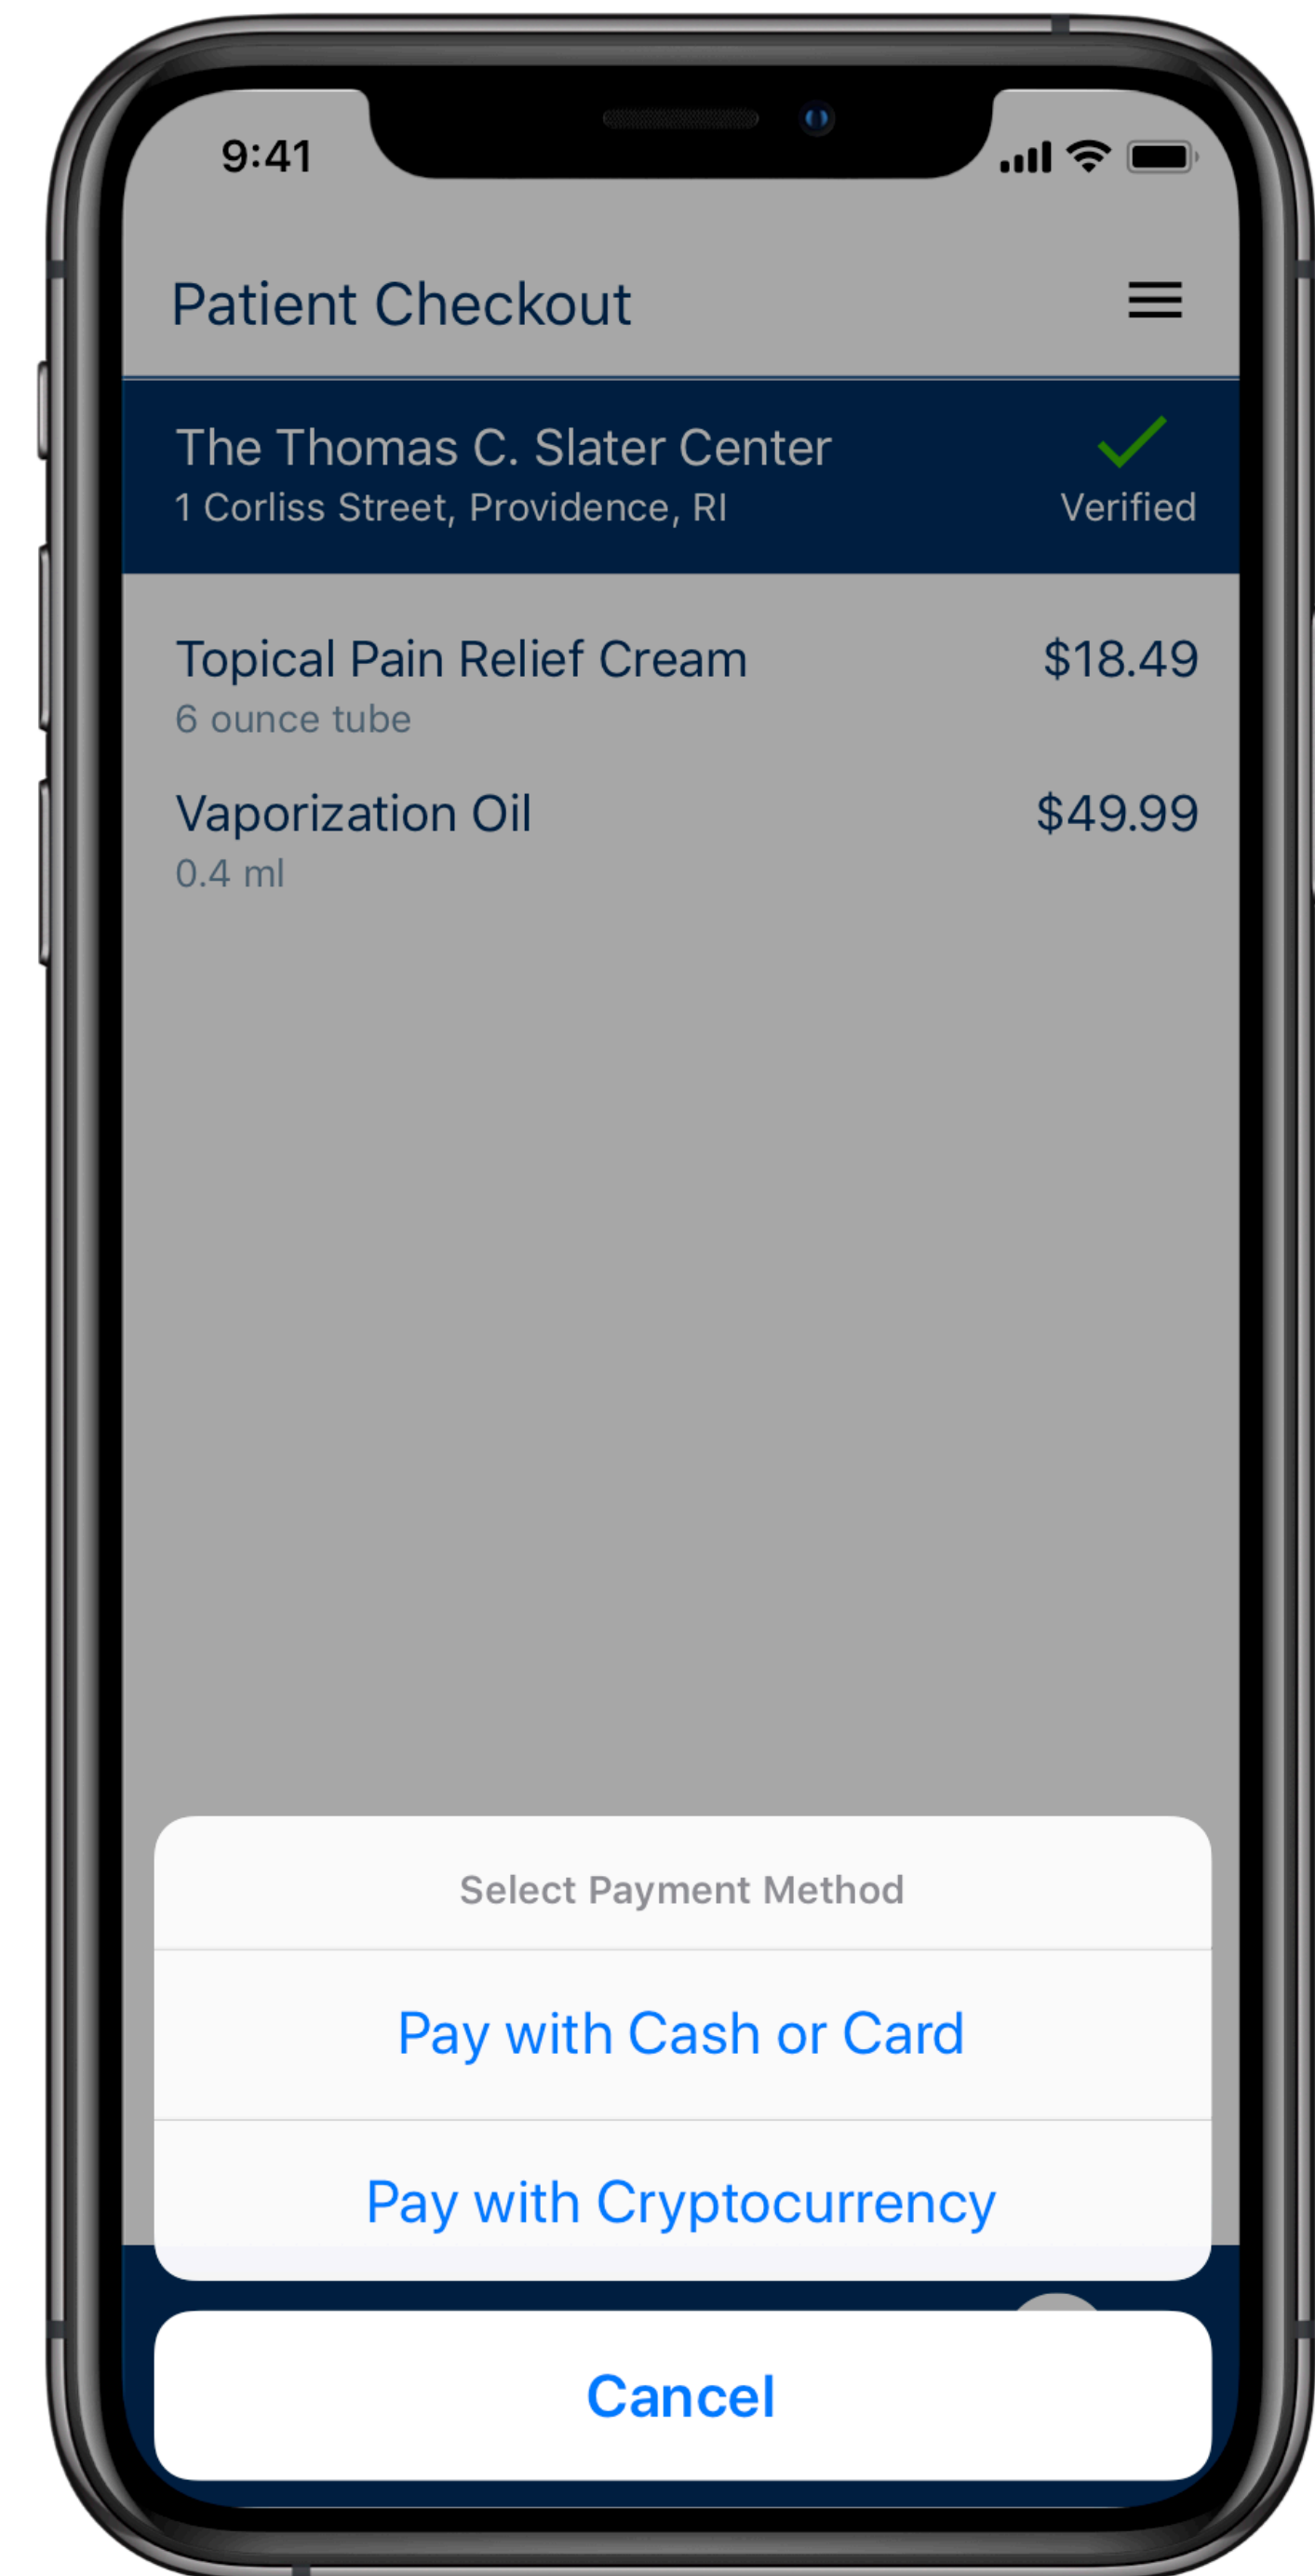 9:41
Patient Checkout
The Thomas C. Slater Center
1 Corliss Street, Providence, RI
Verified
Topical Pain Relief Cream
$18.49
6 ounce tube
Vaporization Oil
$49.99
0.4 ml
Select Payment Method
Pay with Cash or Card
Pay with Cryptocurrency
Cancel